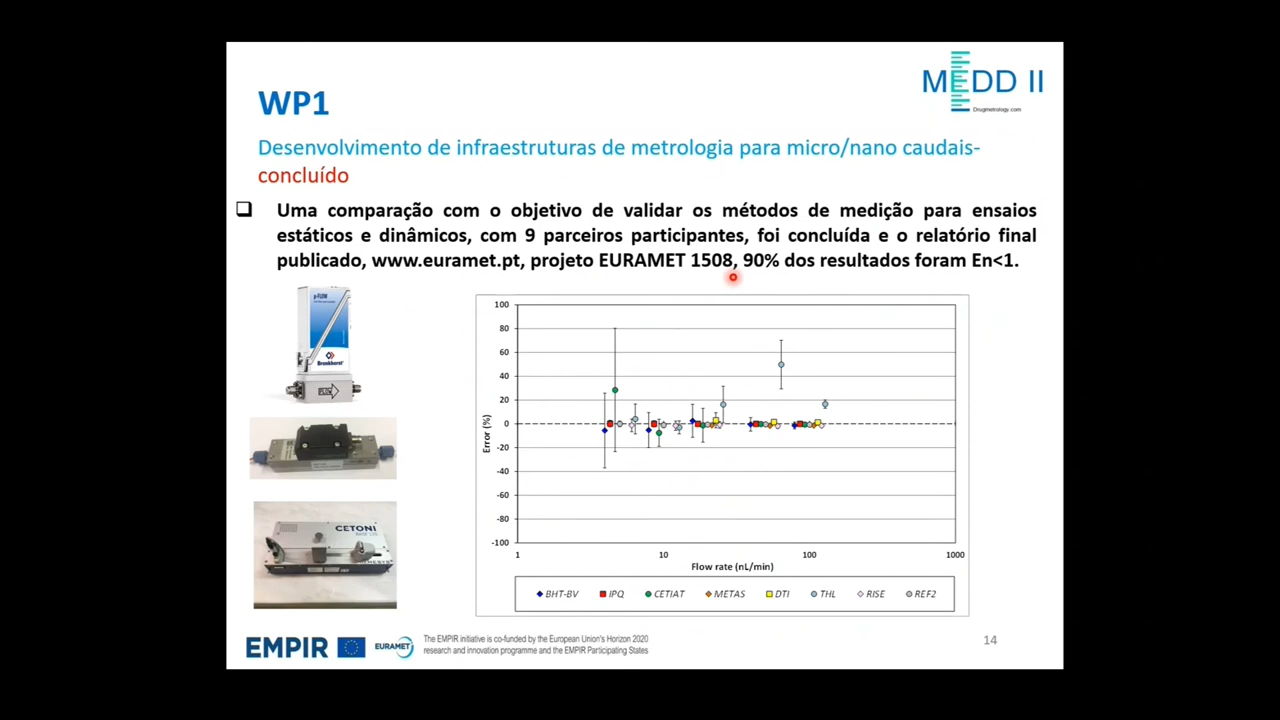 MEDD II
Drugmetrology.com
WP1
Desenvolvimento de infraestruturas de metrologia para micro/nano caudais-
concluído
Uma comparação com o objetivo de validar os métodos de medição para ensaios
estáticos e dinâmicos, com 9 parceiros participantes, foi concluída e o relatório final
publicado, www.euramet.pt, projeto EURAMET 1508, 90% dos resultados foram En<1.
μ-FLOW
Bronkhorst
FLOW
CETONI
BASE 120
100
80
60
40
20
0
-20
-40
-60
-80
-100
Error (%)
1 10 100 1000
Flow rate (nL/min)
BHT-BV IPQ CETIAT METAS DTI THL RISE REF2
EMPIR EURAMET
The EMPIR initiative is co-funded by the European Union's Horizon 2020
research and innovation programme and the EMPIR Participating States
14